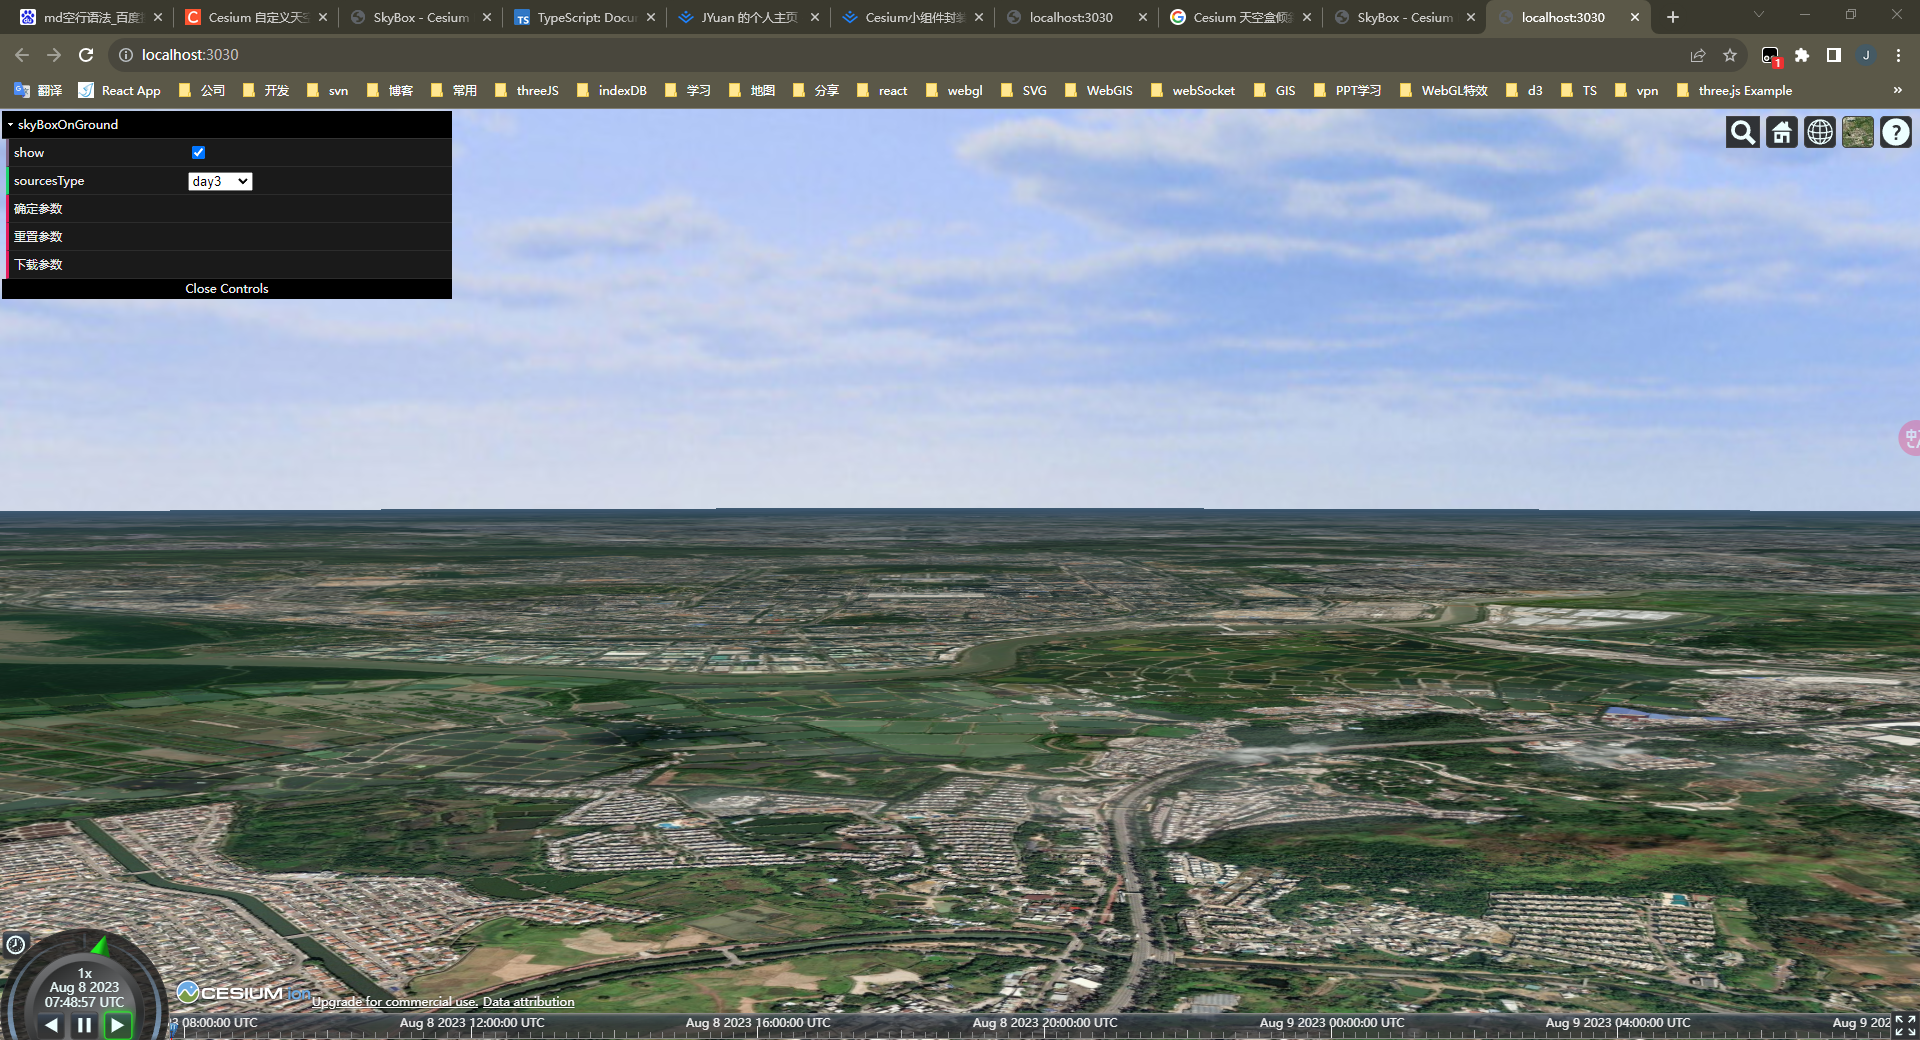 md空行语法_百度
Cesium 自定义天
SkyBox - Cesium
TypeScript: Docu
JYuan 的个人主页
Cesium小组件封
localhost:3030
Cesium 天空盒倾
SkyBox - Cesium
localhost:3030
localhost:3030
1
J
翻译
React App
公司
开发
svn
博客
常用
threeJS
indexDB
学习
地图
分享
react
webgl
SVG
WebGIS
webSocket
GIS
PPT学习
WebGL特效
d3
TS
vpn
three.js Example
»
skyBoxOnGround
show
sourcesType
day3
确定参数
重置参数
下载参数
Close Controls
?
中
1x
Aug 8 2023
07:48:57 UTC
CESIUM ion
Upgrade for commercial use. Data attribution
3 08:00:00 UTC
Aug 8 2023 12:00:00 UTC
Aug 8 2023 16:00:00 UTC
Aug 8 2023 20:00:00 UTC
Aug 9 2023 00:00:00 UTC
Aug 9 2023 04:00:00 UTC
Aug 9 202